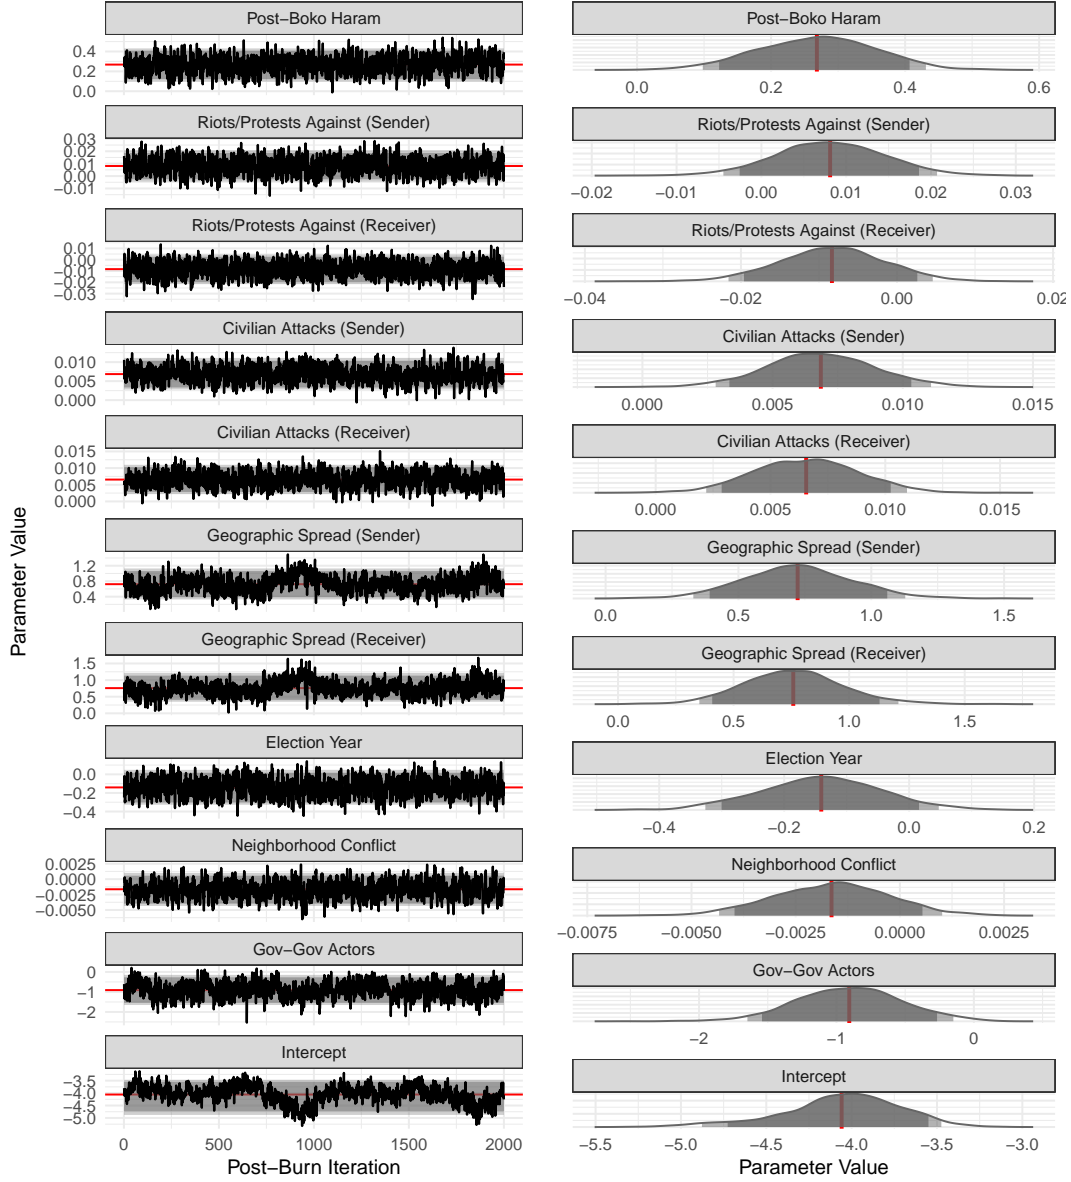 Post−Boko Haram
0.4
0.2
0.0
Riots/Protests Against (Sender)
0.03
0.02
0.01
0.00
−0.01
Riots/Protests Against (Receiver)
0.01
0.00
−0.01
−0.02
−0.03
Civilian Attacks (Sender)
0.010
0.005
0.000
Civilian Attacks (Receiver)
0.015
0.010
0.005
0.000
Geographic Spread (Sender)
1.2
0.8
0.4
Geographic Spread (Receiver)
1.5
1.0
0.5
0.0
Election Year
0.0
−0.2
−0.4
Neighborhood Conflict
0.0025
0.0000
−0.0025
−0.0050
Gov−Gov Actors
0
−1
−2
Intercept
−3.5
−4.0
−4.5
−5.0
0 500 1000 1500 2000
Post−Burn Iteration
Parameter Value
Post−Boko Haram
0.0 0.2 0.4 0.6
Riots/Protests Against (Sender)
−0.02 −0.01 0.00 0.01 0.02 0.03
Riots/Protests Against (Receiver)
−0.04 −0.02 0.00 0.02
Civilian Attacks (Sender)
0.000 0.005 0.010 0.015
Civilian Attacks (Receiver)
0.000 0.005 0.010 0.015
Geographic Spread (Sender)
0.0 0.5 1.0 1.5
Geographic Spread (Receiver)
0.0 0.5 1.0 1.5
Election Year
−0.4 −0.2 0.0 0.2
Neighborhood Conflict
−0.0075 −0.0050 −0.0025 0.0000 0.0025
Gov−Gov Actors
−2 −1 0
Intercept
−5.5 −5.0 −4.5 −4.0 −3.5 −3.0
Parameter Value